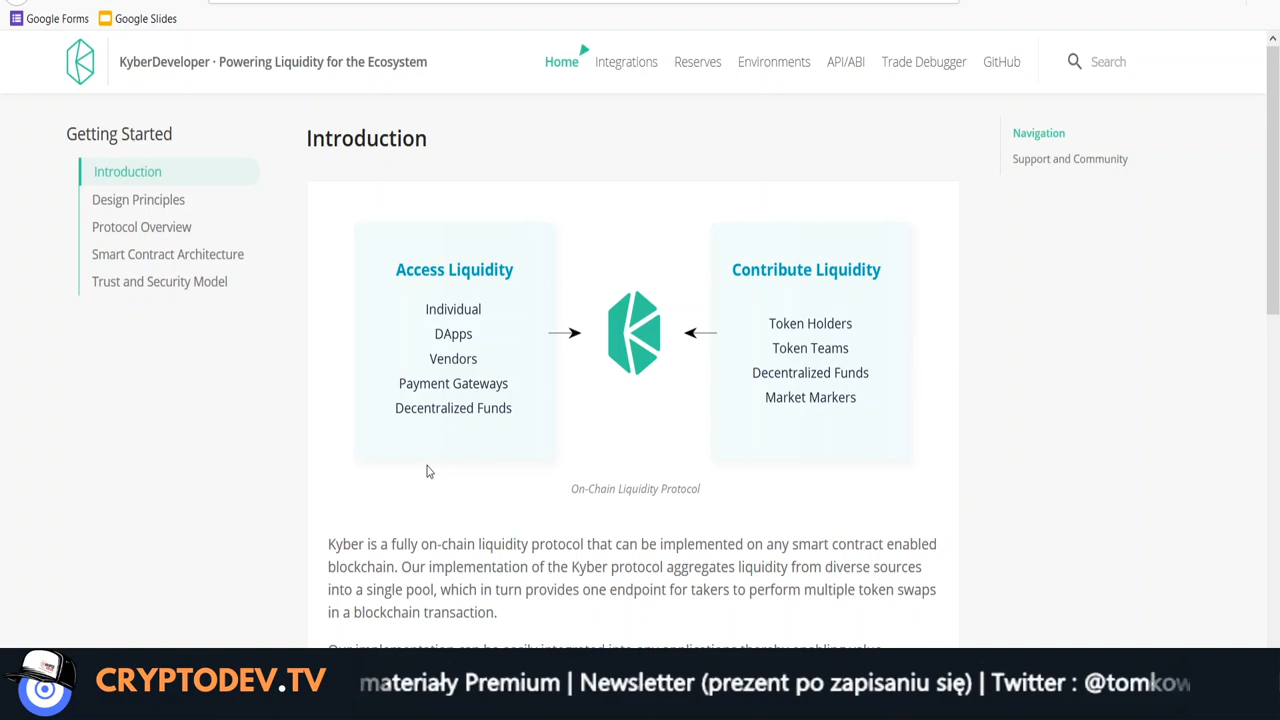 Google Forms
Google Slides
KyberDeveloper · Powering Liquidity for the Ecosystem
Home
Integrations
Reserves
Environments
API/ABI
Trade Debugger
GitHub
Search
Getting Started
Introduction
Design Principles
Protocol Overview
Smart Contract Architecture
Trust and Security Model
Introduction
Access Liquidity
Individual
DApps
Vendors
Payment Gateways
Decentralized Funds
Contribute Liquidity
Token Holders
Token Teams
Decentralized Funds
Market Markers
On-Chain Liquidity Protocol
Kyber is a fully on-chain liquidity protocol that can be implemented on any smart contract enabled
blockchain. Our implementation of the Kyber protocol aggregates liquidity from diverse sources
into a single pool, which in turn provides one endpoint for takers to perform multiple token swaps
in a blockchain transaction.
Navigation
Support and Community
CRYPTODEV.TV
materiały Premium | Newsletter (prezent po zapisaniu się) | Twitter : @tomkow